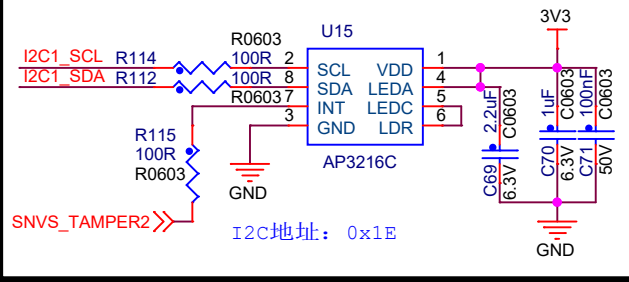 3V3
R0603
U15
I2C1_SCL
R114
100R
2
SCL
VDD
1
I2C1_SDA
R112
100R
8
SDA
LEDA
4
R0603
7
INT
LEDC
5
3
GND
LDR
6
AP3216C
R115
100R
R0603
GND
SNVS_TAMPER2
I2C地址: 0x1E
C69
2.2uF
6.3V
C0603
C70
1uF
6.3V
C0603
C71
100nF
50V
C0603
GND